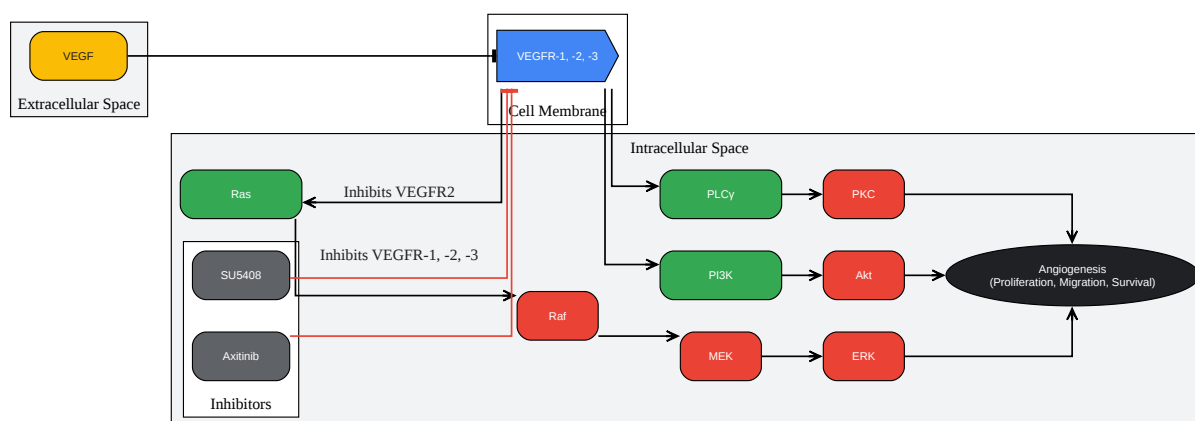 VEGF
Extracellular Space
VEGFR-1, -2, -3
Cell Membrane
Intracellular Space
Ras
Inhibits VEGFR2
PLCγ
PKC
SU5408
Inhibits VEGFR-1, -2, -3
PI3K
Akt
Angiogenesis
(Proliferation, Migration, Survival)
Raf
Axitinib
MEK
ERK
Inhibitors